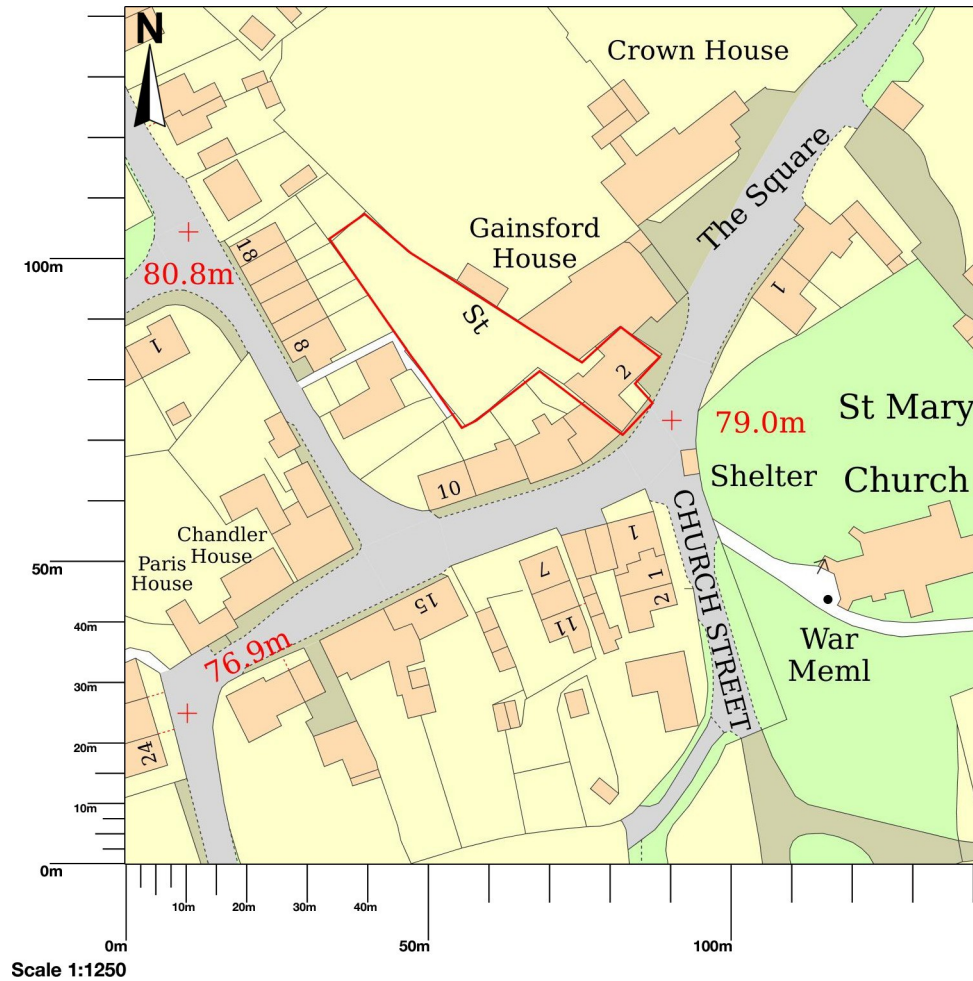 N
Crown House
The Square
Gainsford
House
18
100m
80.8m
St
8
1
1
2
79.0m
St Mary
Shelter
Church
10
CHURCH STREET
Chandler
House
Paris
House
1
7
1
2
11
15
50m
40m
War
Meml
76.9m
30m
24
20m
10m
0m
10m
20m
30m
40m
0m
50m
100m
Scale 1:1250